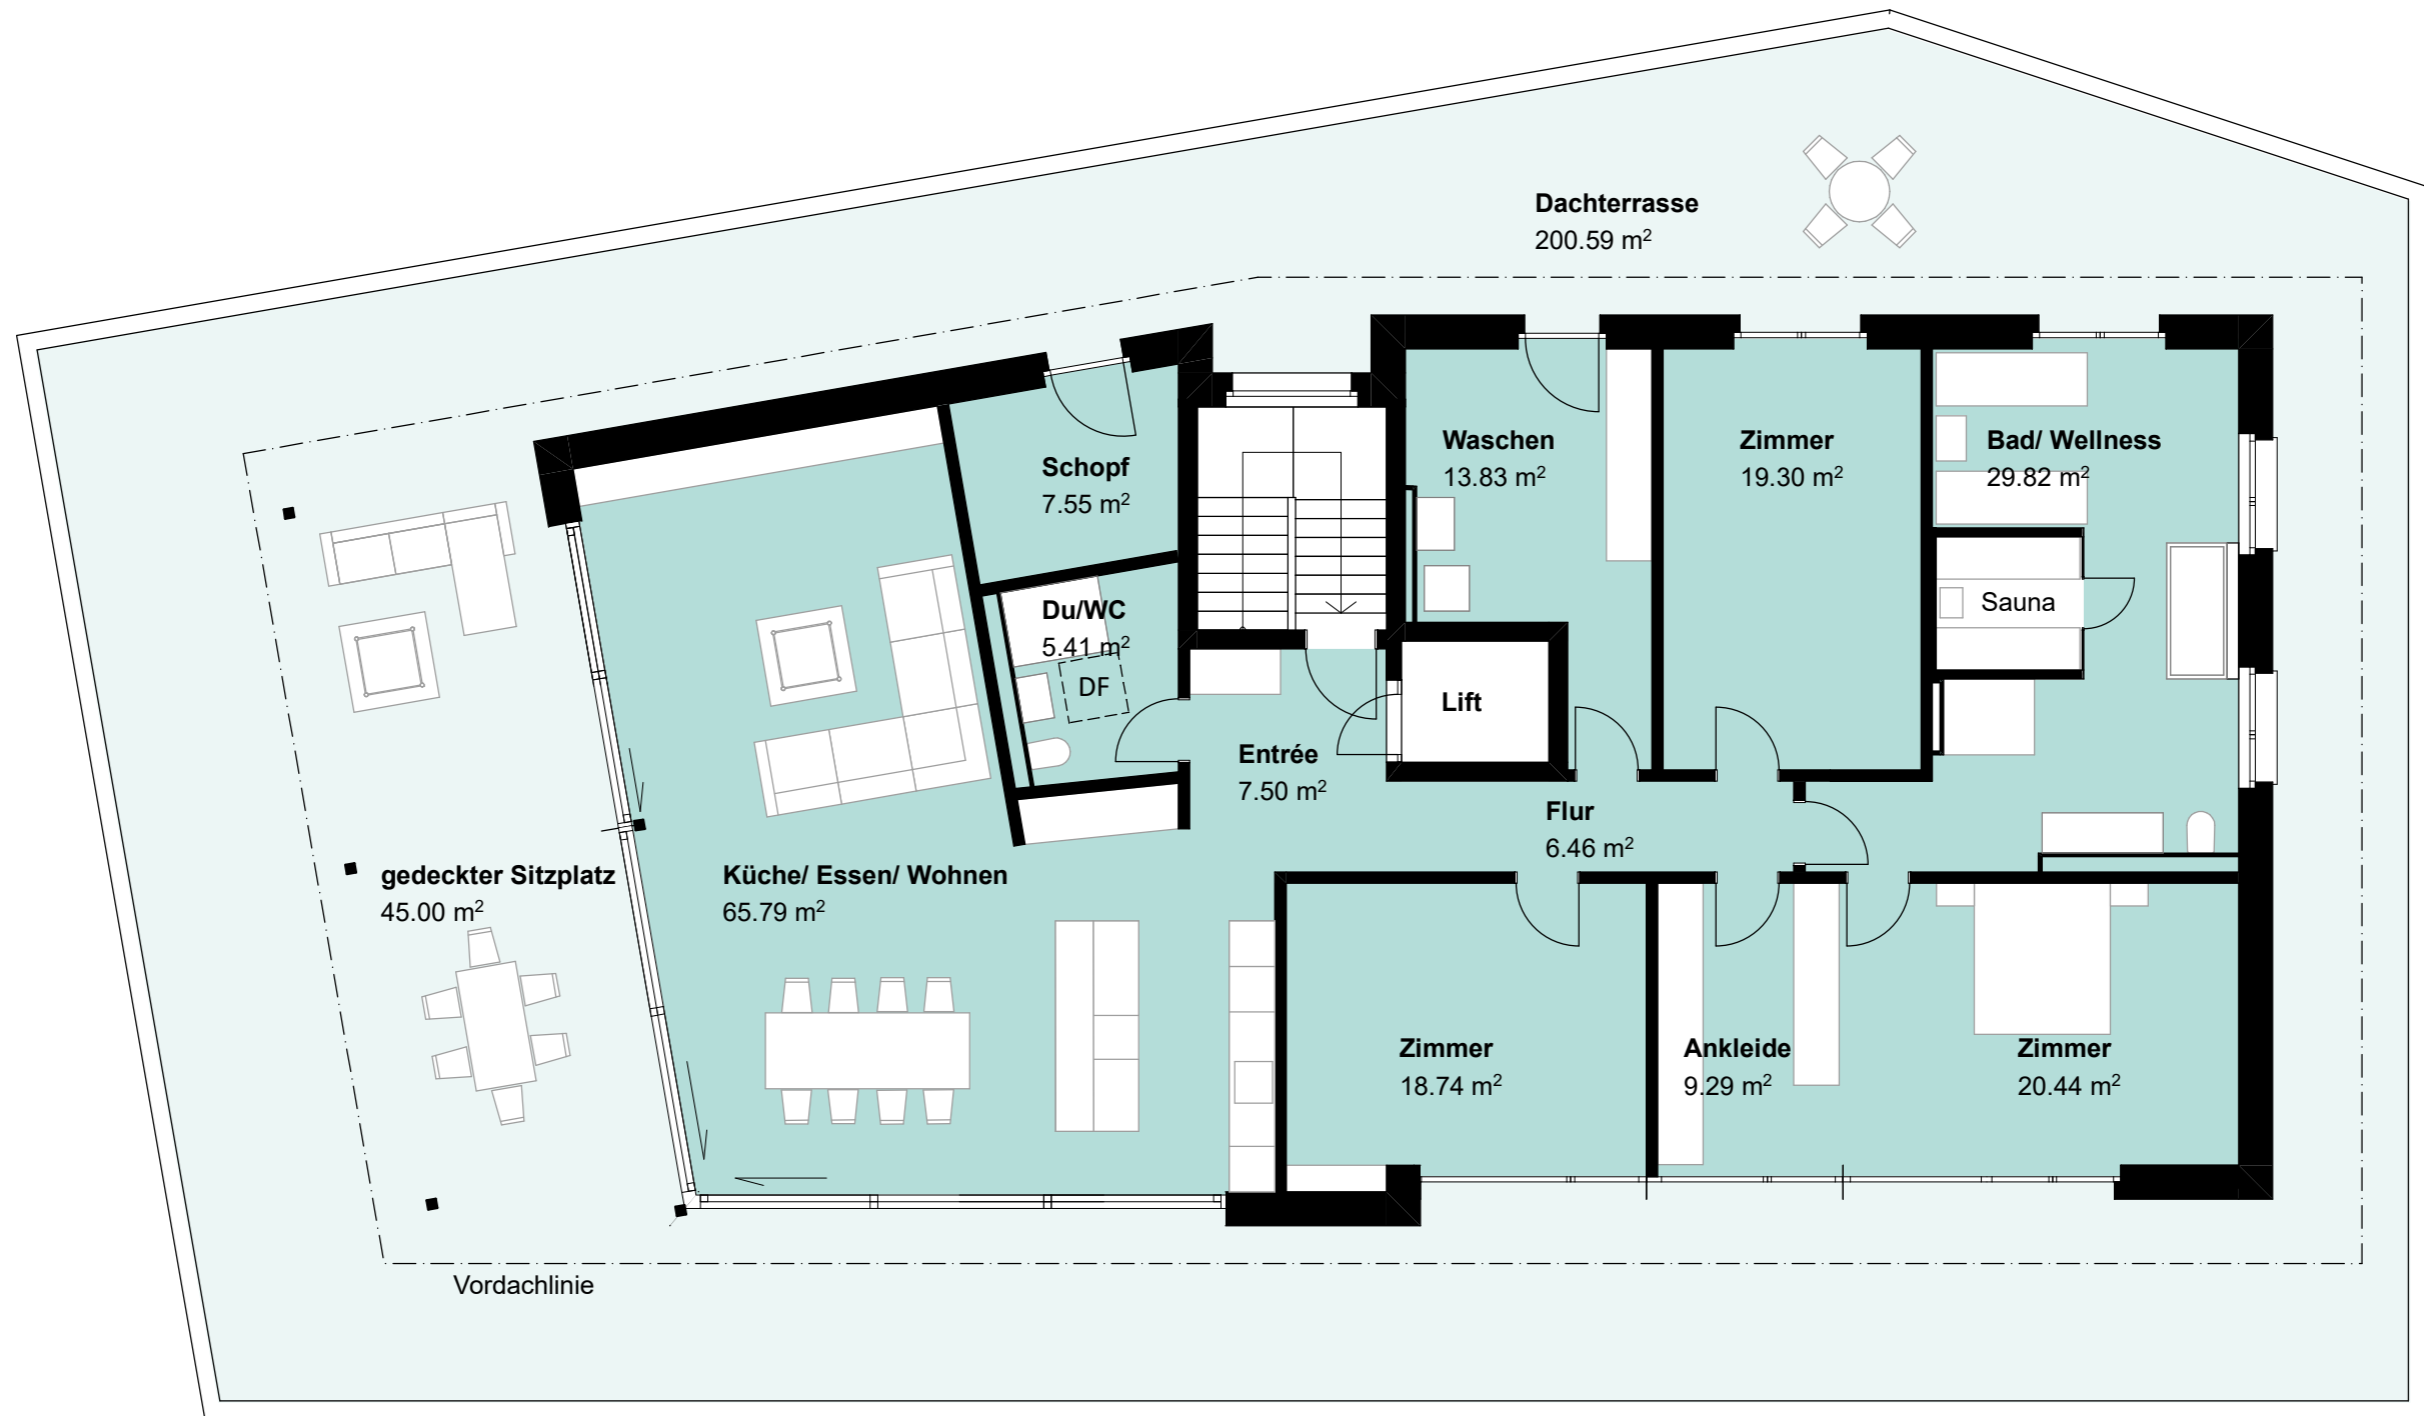 Dachterrasse
200.59 m²
Waschen
13.83 m²
Zimmer
19.30 m²
Bad/ Wellness
29.82 m²
Schopf
7.55 m²
Du/WC
5.41 m²
DF
Sauna
Lift
Entrée
7.50 m²
Flur
6.46 m²
gedeckter Sitzplatz
45.00 m²
Küche/ Essen/ Wohnen
65.79 m²
Zimmer
18.74 m²
Ankleide
9.29 m²
Zimmer
20.44 m²
Vordachlinie